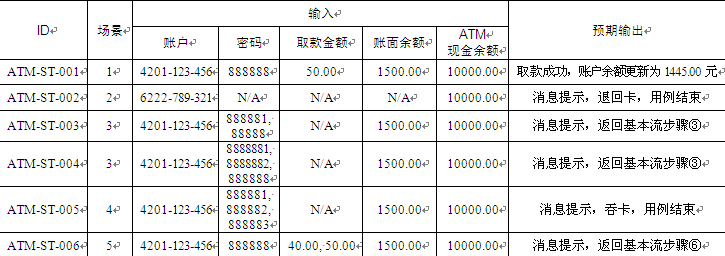 ID 场景 输入 预期输出
账户 密码 取款金额 账面余额 ATM 现金余额
ATM-ST-001 1 4201-123-456 888888 50.00 1500.00 10000.00 取款成功，账户余额更新为 1445.00 元
ATM-ST-002 2 6222-789-321 N/A N/A N/A 10000.00 消息提示，退回卡，用例结束
ATM-ST-003 3 4201-123-456 888881, 88888 N/A 1500.00 10000.00 消息提示，返回基本流步骤③
ATM-ST-004 3 4201-123-456 8888881, 8888882, 888888 N/A 1500.00 10000.00 消息提示，返回基本流步骤③
ATM-ST-005 4 4201-123-456 888881, 888882, 888883 N/A 1500.00 10000.00 消息提示，吞卡，用例结束
ATM-ST-006 5 4201-123-456 888888 40.00, 50.00 1500.00 10000.00 消息提示，返回基本流步骤⑥